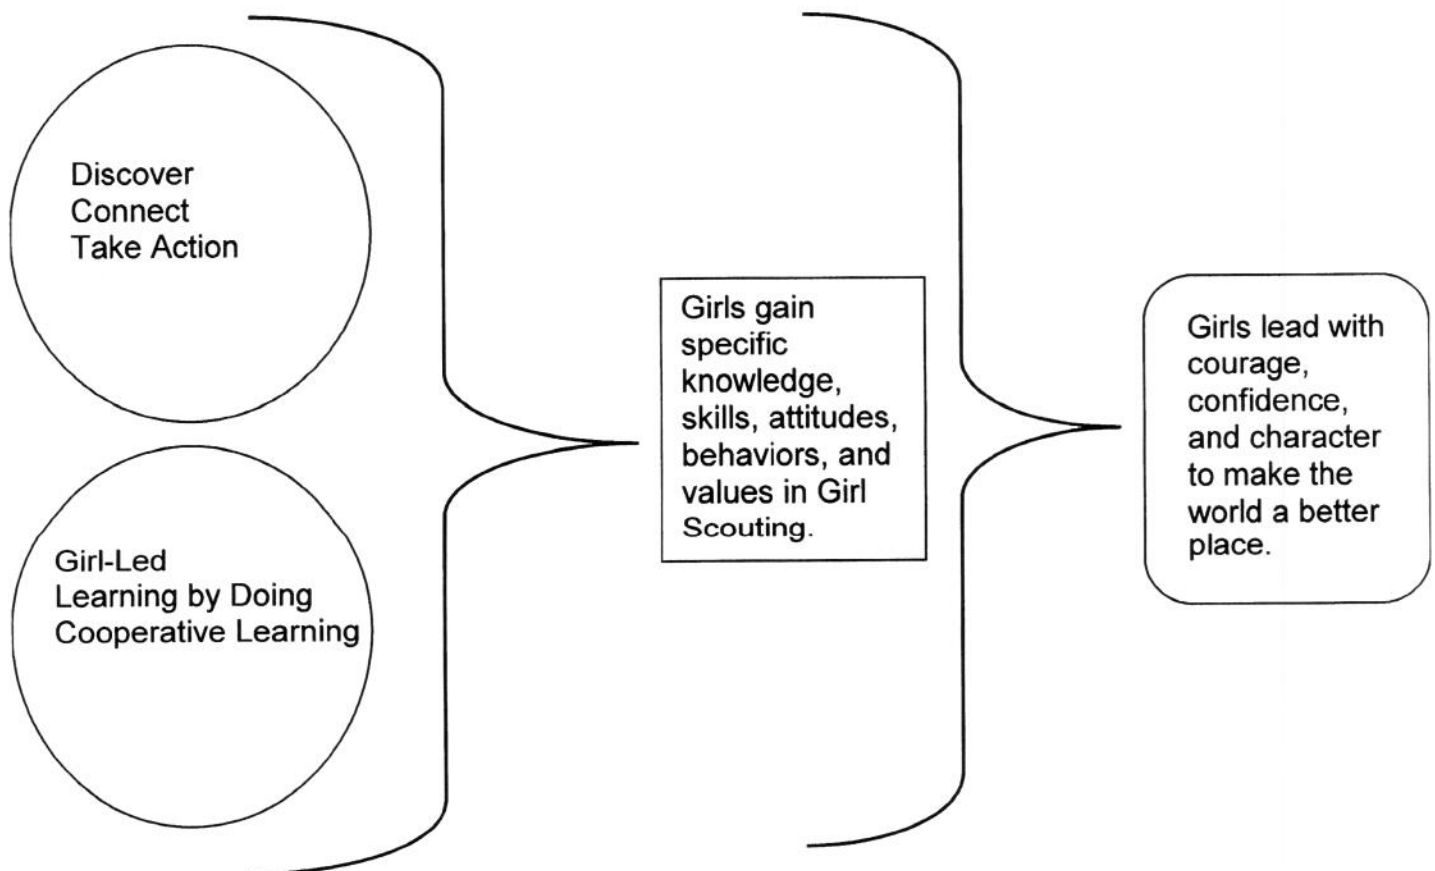 Discover
Connect
Take Action
Girl-Led
Learning by Doing
Cooperative Learning
Girls gain
specific
knowledge,
skills, attitudes,
behaviors, and
values in Girl
Scouting.
Girls lead with
courage,
confidence,
and character
to make the
world a better
place.